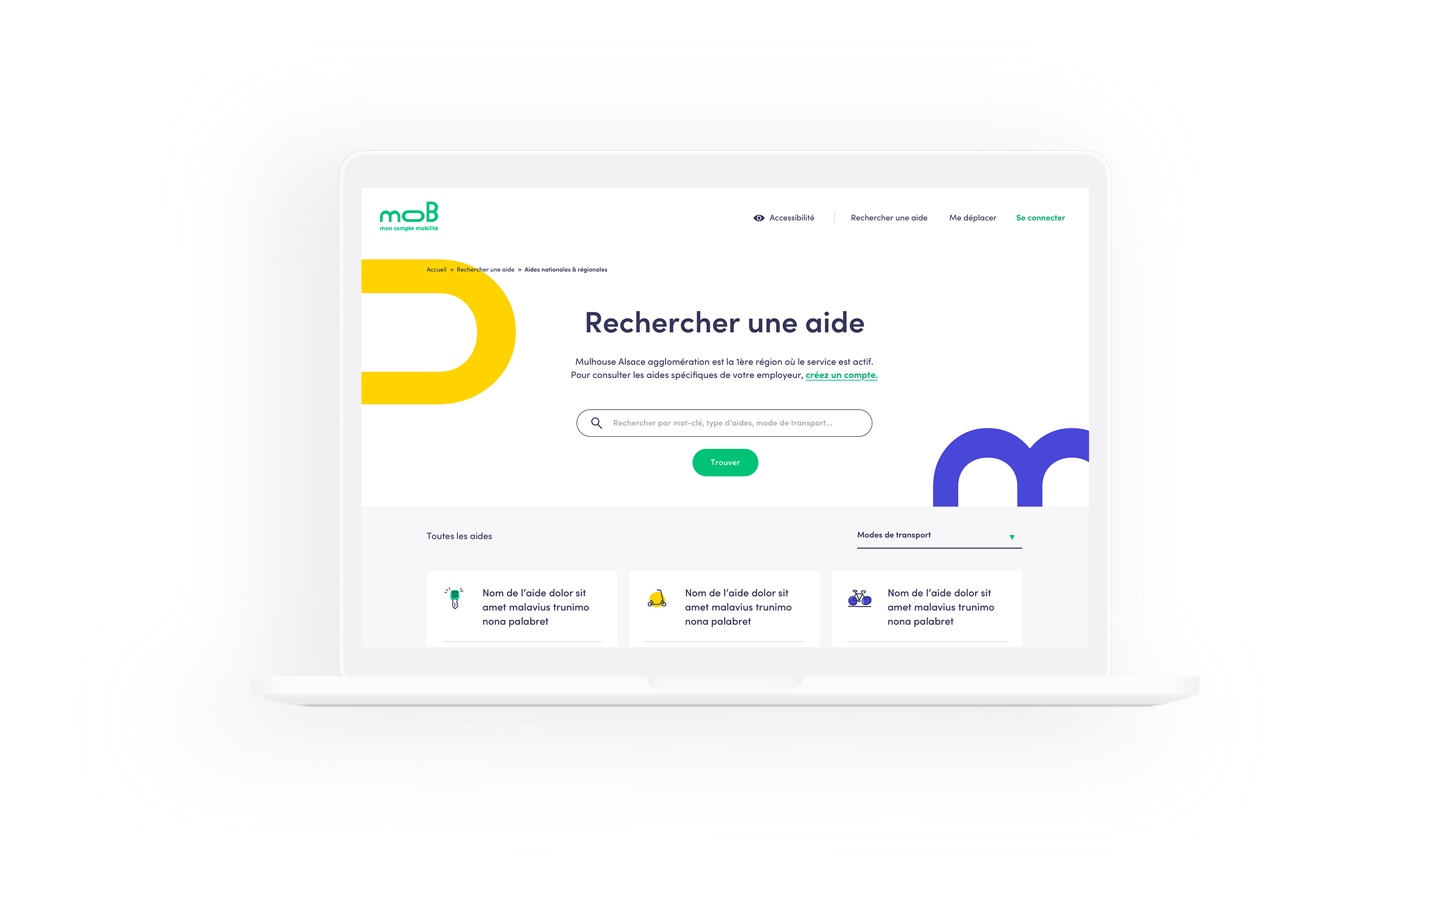 moB
mon compte mobilité
Accessibilité
Rechercher une aide
Me déplacer
Se connecter
Accueil > Rechercher une aide > Aides nationales & régionales
Rechercher une aide
Mulhouse Alsace agglomération est la 1ère région où le service est actif.
Pour consulter les aides spécifiques de votre employeur, créez un compte.
Rechercher par mot-clé, type d'aides, mode de transport...
Trouver
Toutes les aides
Modes de transport
Nom de l'aide dolor sit
amet malavius trunimo
nona palabret
Nom de l'aide dolor sit
amet malavius trunimo
nona palabret
Nom de l'aide dolor sit
amet malavius trunimo
nona palabret